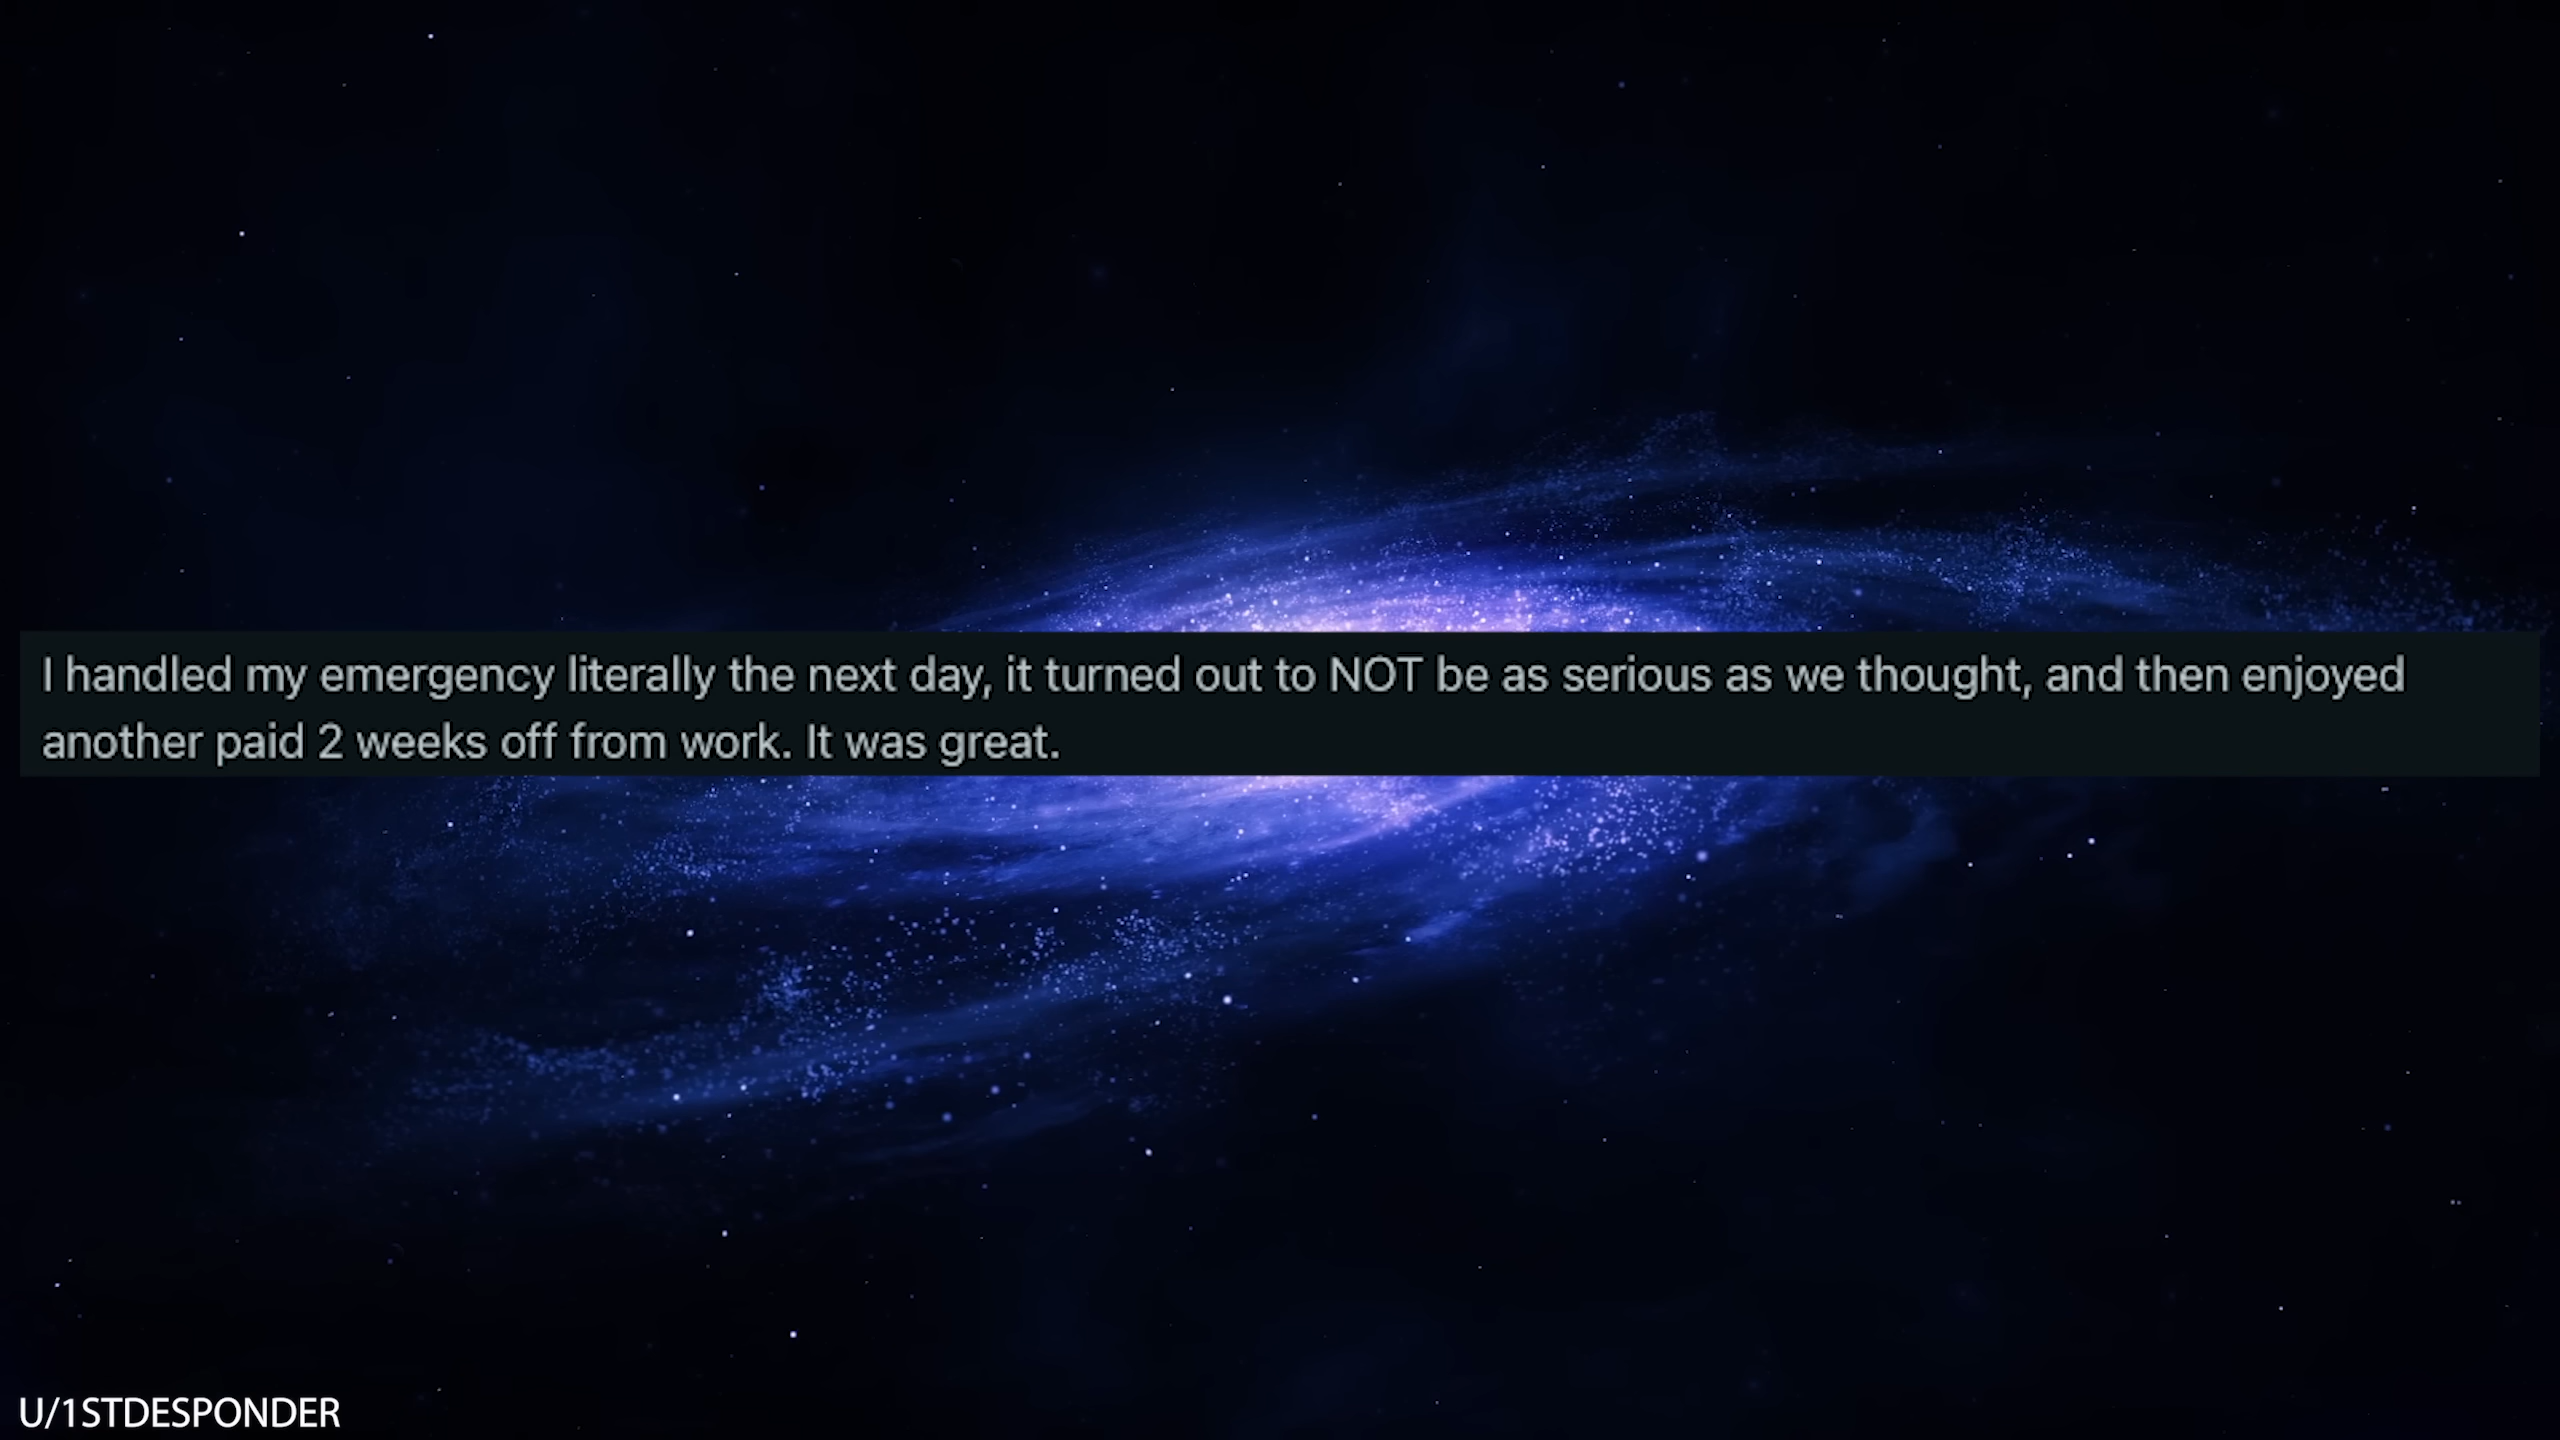 I handled my emergency literally the next day, it turned out to NOT be as serious as we thought, and then enjoyed
another paid 2 weeks off from work. It was great.
U/1STDESPONDER